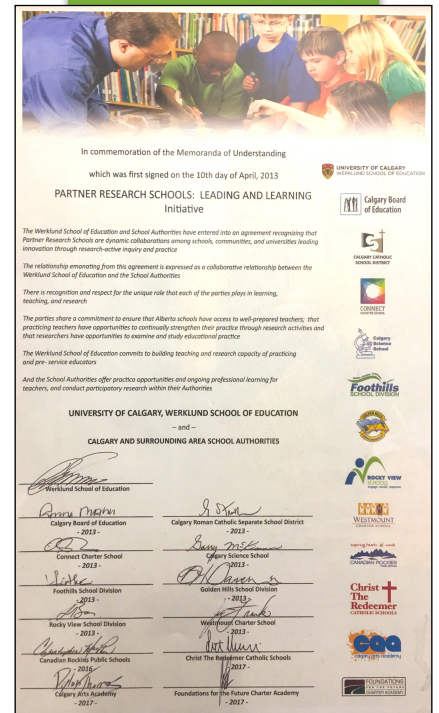 In commemoration of the Memoranda of Understanding
which was first signed on the 10th day of April, 2013
PARTNER RESEARCH SCHOOLS: LEADING AND LEARNING
Initiative
The Werklund School of Education and School Authorities have entered into an agreement recognizing that
Partner Research Schools are dynamic collaborations among schools, communities, and universities leading
innovation through research-active inquiry and practice
The relationship emanating from this agreement is expressed as a collaborative relationship between the
Werklund School of Education and the School Authorities
There is recognition and respect for the unique role that each of the parties plays in learning,
teaching, and research
The parties share a commitment to ensure that Alberta schools have access to well-prepared teachers; that
practicing teachers have opportunities to continually strengthen their practice through research activities and
that researchers have opportunities to examine and study educational practice
The Werklund School of Education commits to building teaching and research capacity of practicing
and pre- service educators
And the School Authorities offer practica opportunities and ongoing professional learning for
teachers, and conduct participatory research within their Authorities
UNIVERSITY OF CALGARY, WERKLUND SCHOOL OF EDUCATION
– and –
CALGARY AND SURROUNDING AREA SCHOOL AUTHORITIES
Werklund School of Education
Calgary Board of Education
- 2013 -
Calgary Roman Catholic Separate School District
- 2013 -
Connect Charter School
- 2013 -
Calgary Science School
- 2013 -
Foothills School Division
- 2013 -
Golden Hills School Division
- 2013 -
Rocky View School Division
- 2013 -
Westmount Charter School
- 2013 -
Canadian Rockies Public Schools
- 2016 -
Christ The Redeemer Catholic Schools
- 2017 -
Calgary Arts Academy
- 2017 -
Foundations for the Future Charter Academy
- 2017 -
UNIVERSITY OF CALGARY
WERKLUND SCHOOL OF EDUCATION
Calgary Board
of Education
CALGARY CATHOLIC
SCHOOL DISTRICT
CONNECT
CHARTER SCHOOL
Calgary
Science
School
Foothills
SCHOOL DIVISION
ROCKY VIEW
SCHOOLS
WESTMOUNT
CHARTER SCHOOL
CANADIAN ROCKIES
Christ
The
Redeemer
CATHOLIC SCHOOLS
caa
calgary arts academy
FOUNDATIONS
FOR THE FUTURE
CHARTER ACADEMY